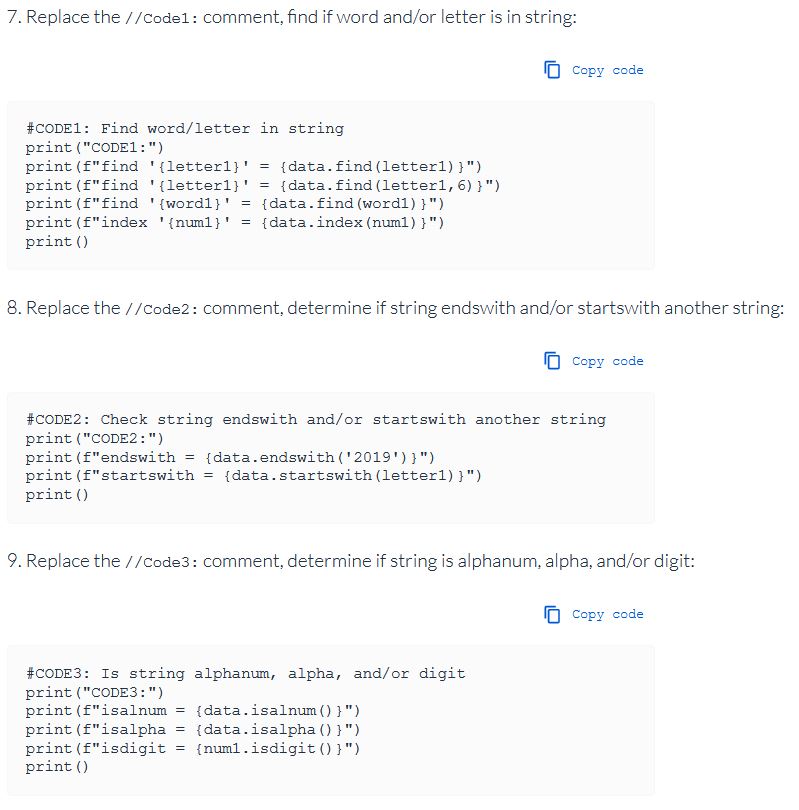 7. Replace the //Code1: comment, find if word and/or letter is in string:
Copy code
#CODE1: Find word/letter in string
print("CODE1:")
print(f"find '{letter1}' = {data.find(letter1)}")
print(f"find '{letter1}' = {data.find(letter1,6)}")
print(f"find '{word1}' = {data.find(word1)}")
print(f"index '{num1}' = {data.index(num1)}")
print()
8. Replace the //Code2: comment, determine if string endswith and/or startswith another string:
Copy code
#CODE2: Check string endswith and/or startswith another string
print("CODE2:")
print(f"endswith = {data.endswith('2019')}")
print(f"startswith = {data.startswith(letter1)}")
print()
9. Replace the //Code3: comment, determine if string is alphanum, alpha, and/or digit:
Copy code
#CODE3: Is string alphanum, alpha, and/or digit
print("CODE3:")
print(f"isalnum = {data.isalnum()}")
print(f"isalpha = {data.isalpha()}")
print(f"isdigit = {num1.isdigit()}")
print()